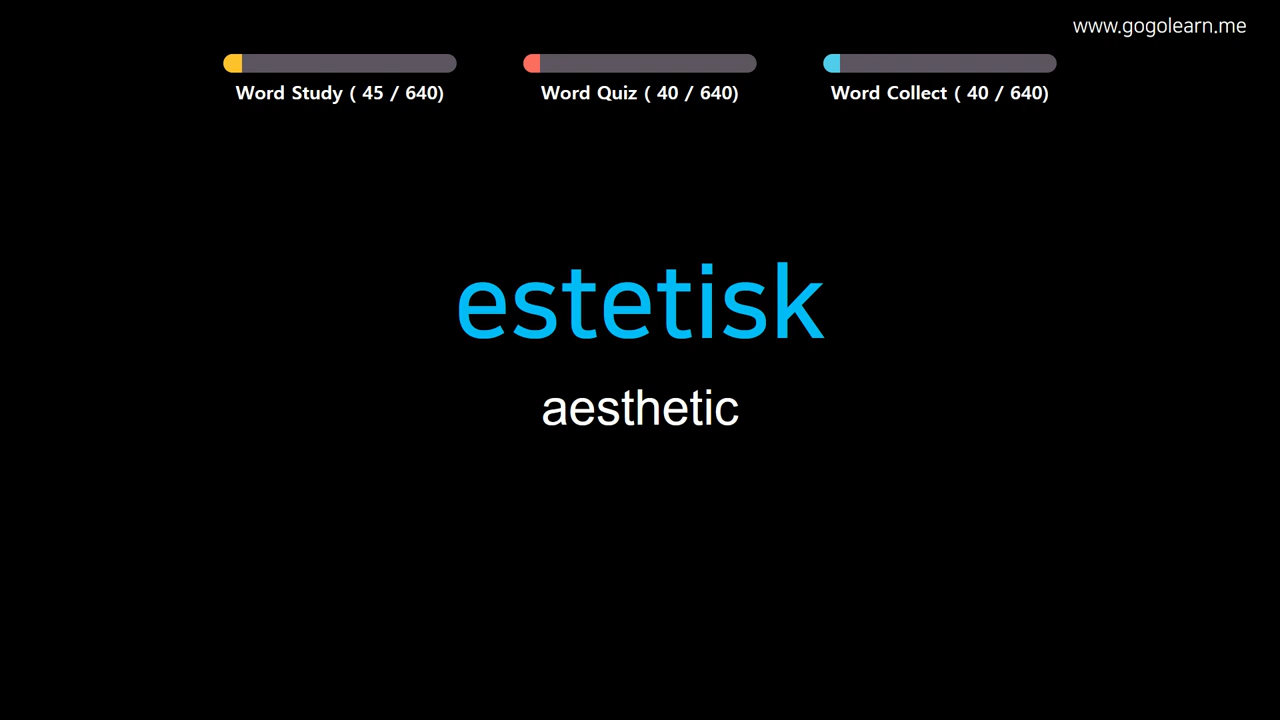 www.gogolearn.me
Word Study ( 45 / 640)
Word Quiz ( 40 / 640)
Word Collect ( 40 / 640)
estetisk
aesthetic